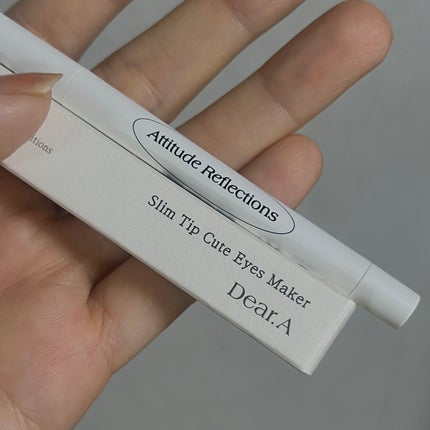 Attitude Reflections
Slim Tip Cute Eyes Maker
Dear.A